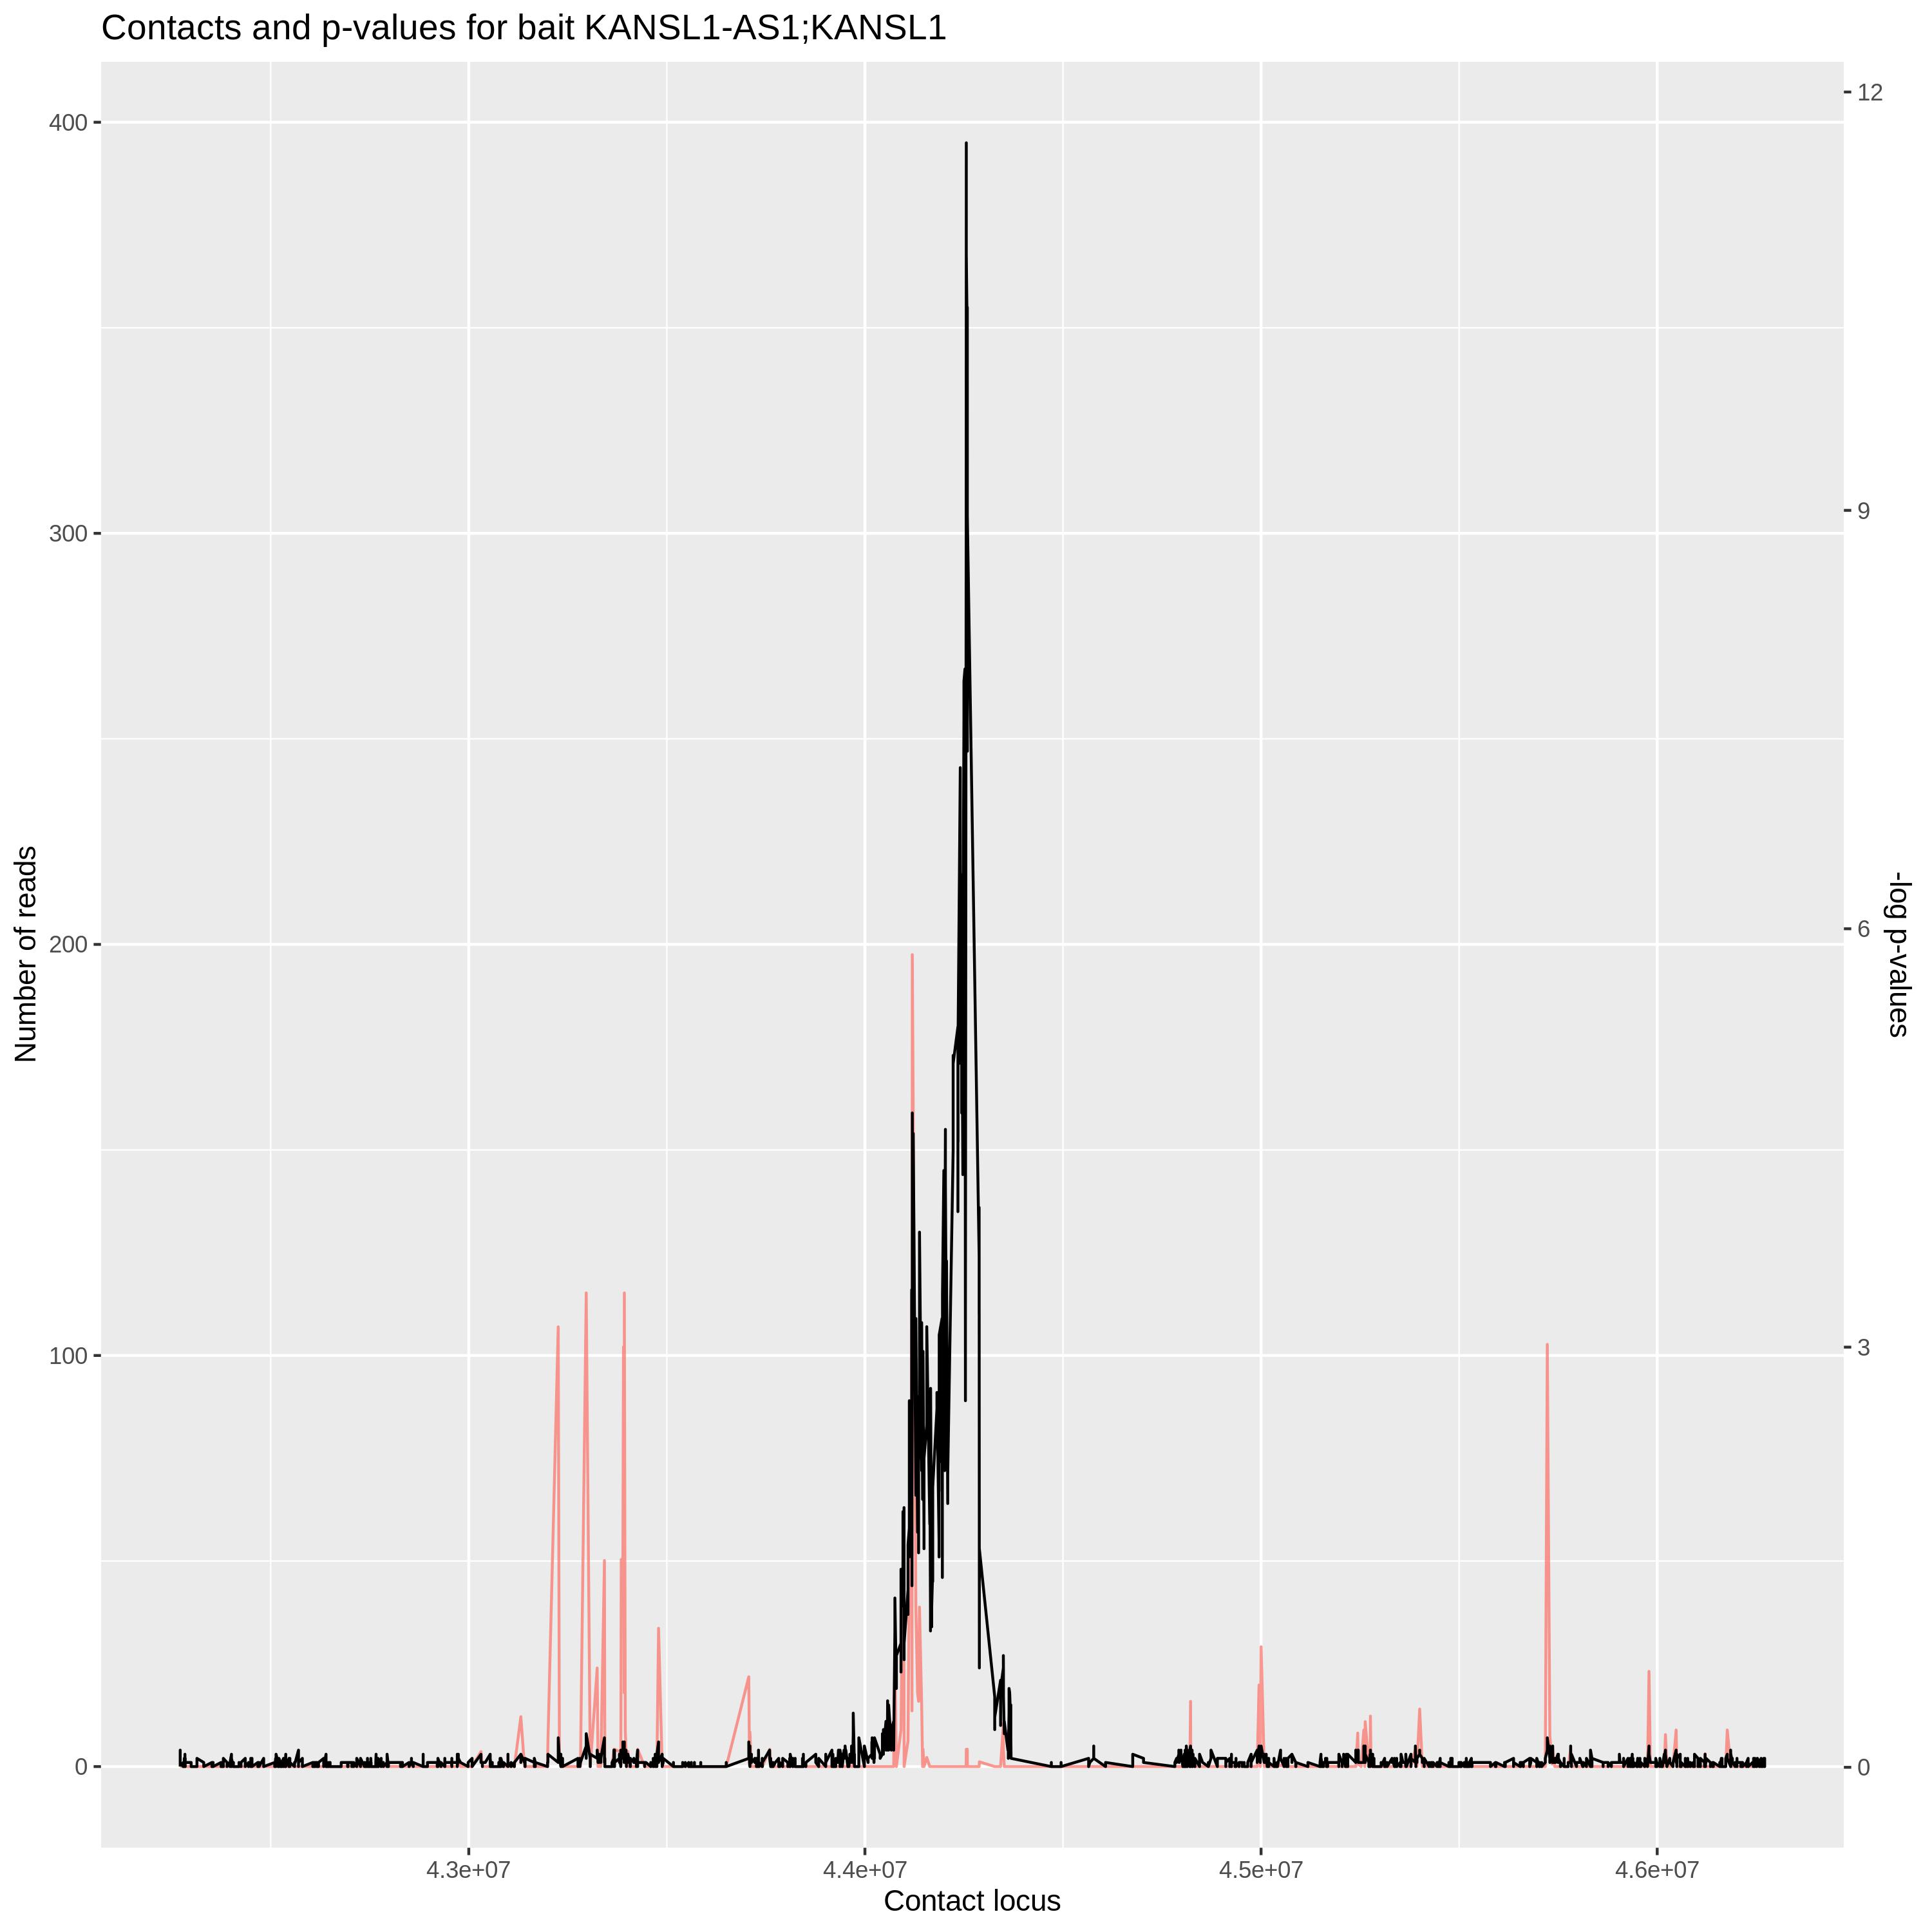 Contacts and p-values for bait KANSL1-AS1;KANSL1
400
300
200
100
0
Number of reads
12
9
6
3
0
-log p-values
4.3e+07
4.4e+07
4.5e+07
4.6e+07
Contact locus